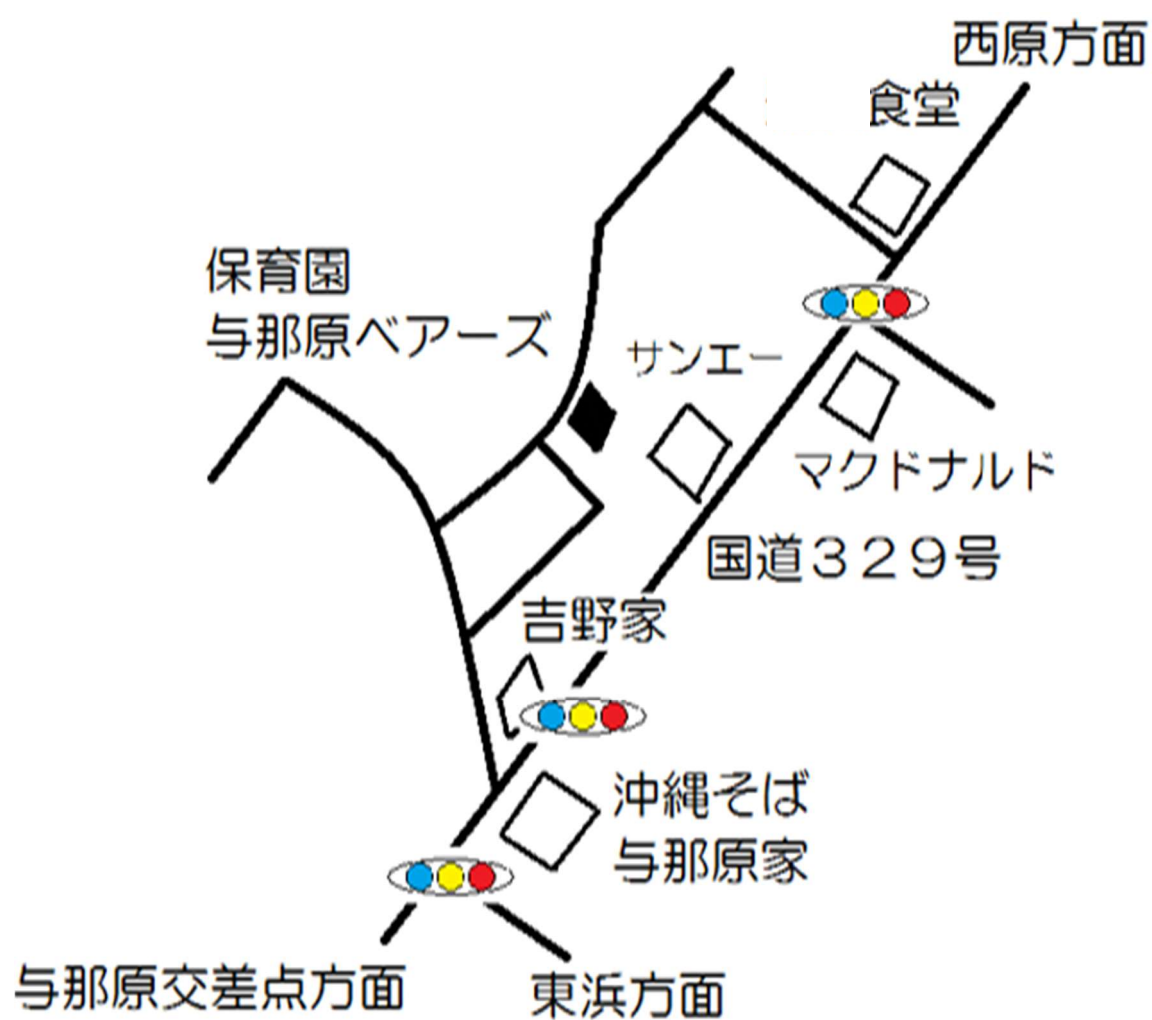 西原方面
食堂
保育園
与那原ベアーズ
サンエー
マクドナルド
国道３２９号
吉野家
沖縄そば
与那原家
与那原交差点方面
東浜方面